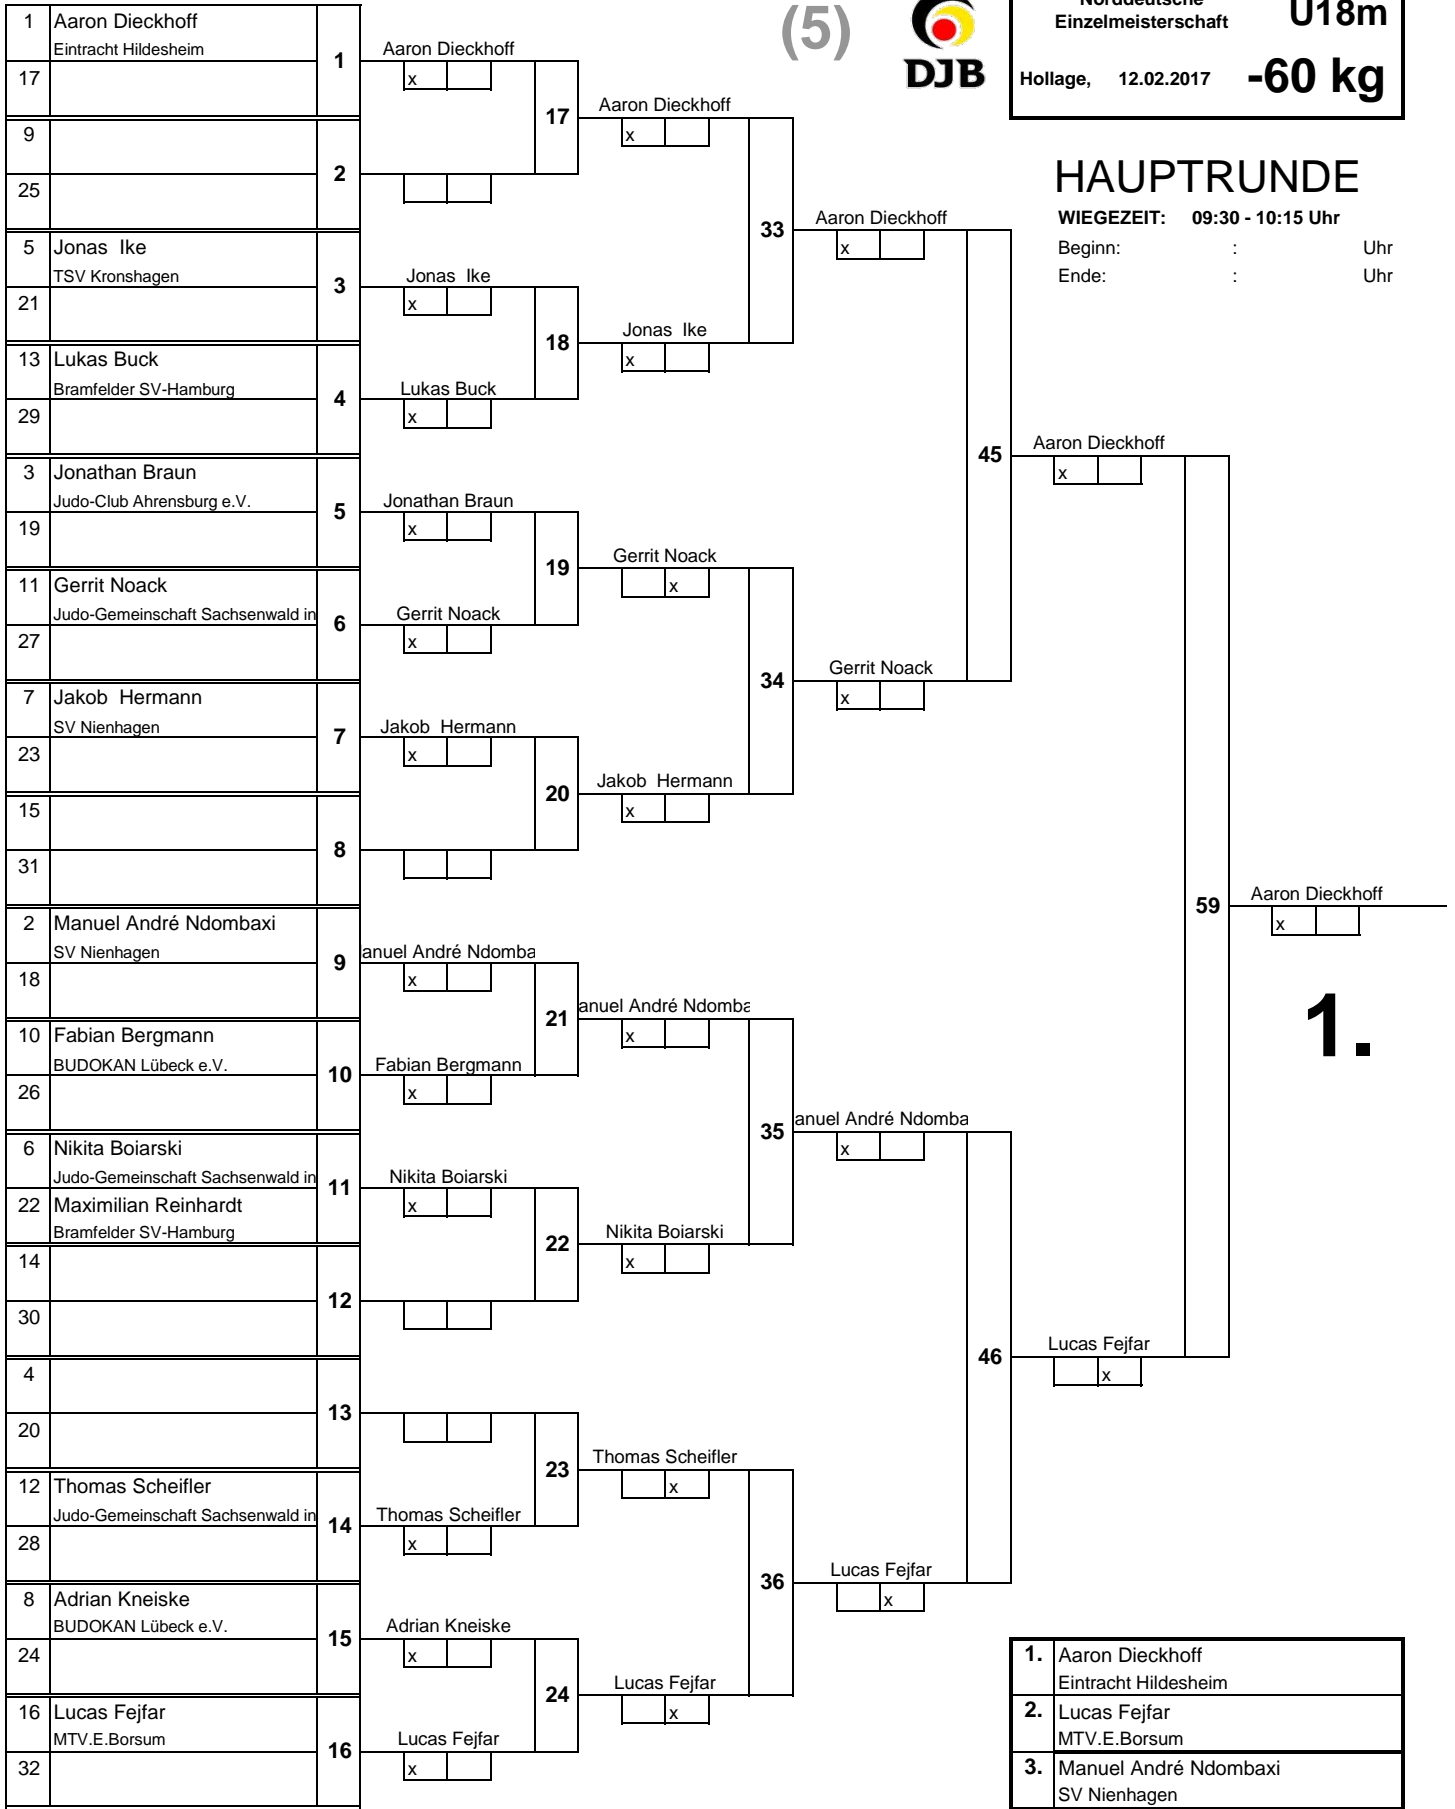 (5)
DJB
Norddeutsche
Einzelmeisterschaft
U18m
Hollage, 12.02.2017 -60 kg
HAUPTRUNDE
WIEGEZEIT: 09:30 - 10:15 Uhr
Beginn: : Uhr
Ende: : Uhr
1 Aaron Dieckhoff
Eintracht Hildesheim
17
1
9
25
2
5 Jonas Ike
TSV Kronshagen
21
3
13 Lukas Buck
Bramfelder SV-Hamburg
29
4
3 Jonathan Braun
Judo-Club Ahrensburg e.V.
19
5
11 Gerrit Noack
Judo-Gemeinschaft Sachsenwald in
27
6
7 Jakob Hermann
SV Nienhagen
23
7
15
31
8
2 Manuel André Ndombaxi
SV Nienhagen
18
9
10 Fabian Bergmann
BUDOKAN Lübeck e.V.
26
10
6 Nikita Boiarski
Judo-Gemeinschaft Sachsenwald in
22 Maximilian Reinhardt
Bramfelder SV-Hamburg
11
14
30
12
4
20
13
12 Thomas Scheifler
Judo-Gemeinschaft Sachsenwald in
28
14
8 Adrian Kneiske
BUDOKAN Lübeck e.V.
24
15
16 Lucas Fejfar
MTV.E.Borsum
32
16
Aaron Dieckhoff
x
17
Jonas Ike
x
18
Lukas Buck
x
Jonathan Braun
x
19
Gerrit Noack
x
Jakob Hermann
x
20
anuel André Ndomba
x
21
Fabian Bergmann
x
Nikita Boiarski
x
22
23
Thomas Scheifler
x
Adrian Kneiske
x
24
Lucas Fejfar
x
Aaron Dieckhoff
x
33
Jonas Ike
x
Gerrit Noack
x
34
Jakob Hermann
x
anuel André Ndomba
x
35
Nikita Boiarski
x
Thomas Scheifler
x
36
Lucas Fejfar
x
Aaron Dieckhoff
x
45
Gerrit Noack
x
anuel André Ndomba
x
46
Lucas Fejfar
x
Aaron Dieckhoff
x
59
Lucas Fejfar
x
Aaron Dieckhoff
x
1.
1. Aaron Dieckhoff
Eintracht Hildesheim
2. Lucas Fejfar
MTV.E.Borsum
3. Manuel André Ndombaxi
SV Nienhagen